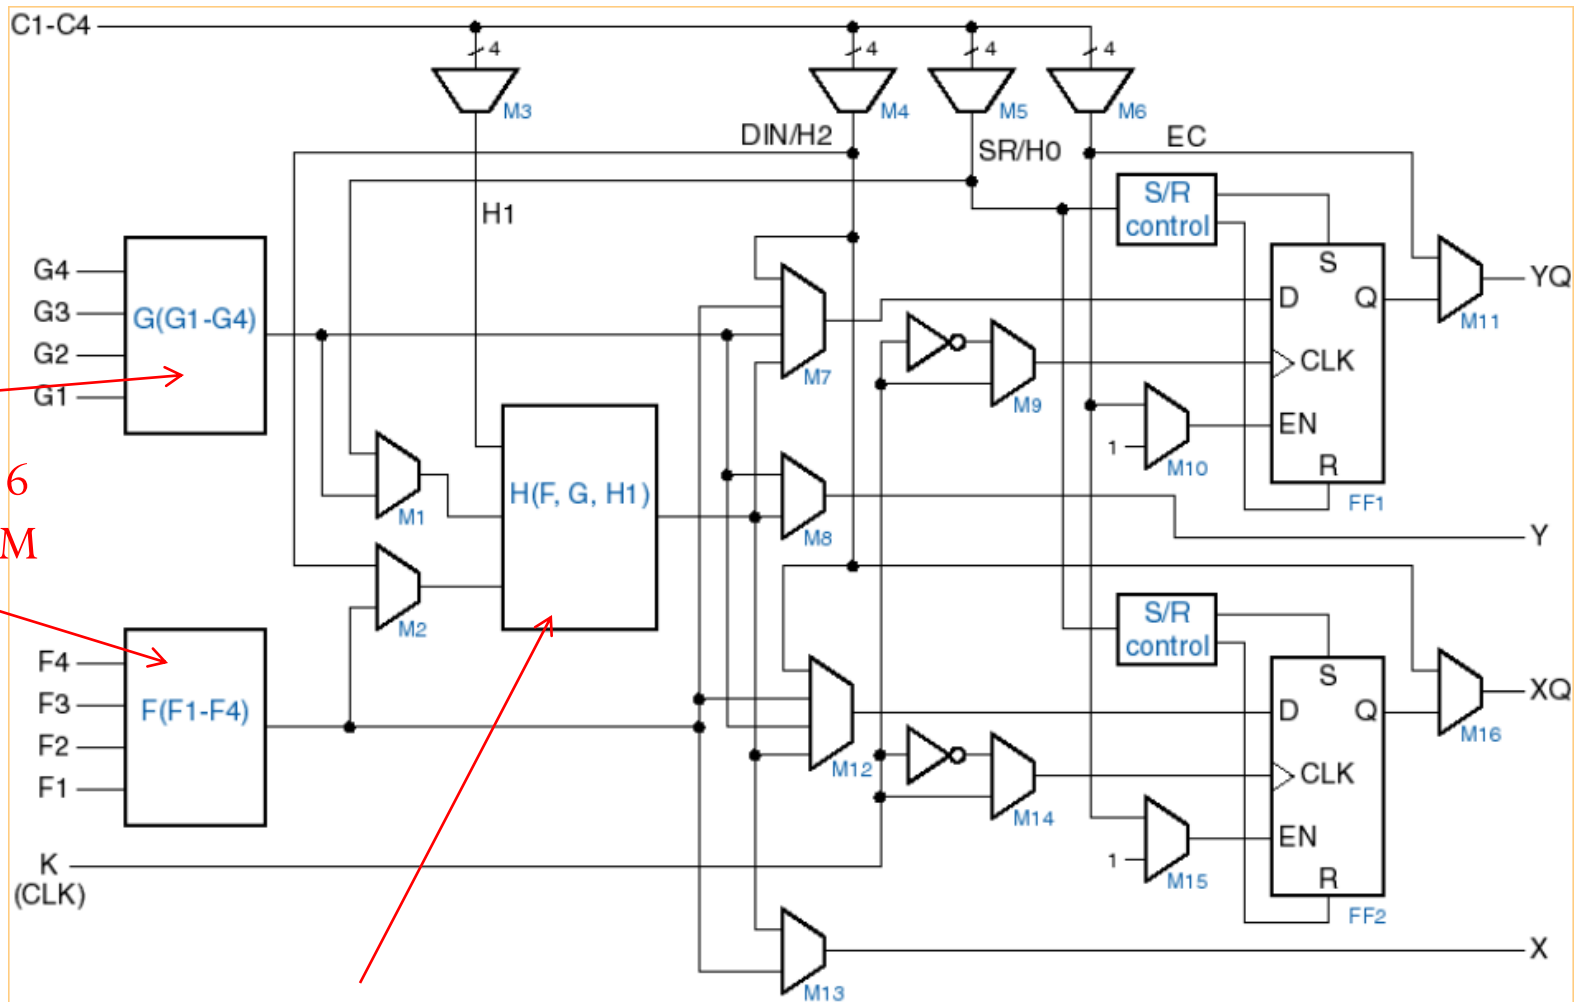 C1-C4
4 4 4 4
M3 M4 M5 M6
DIN/H2 SR/H0 EC
H1
S/R
control
G4
G3
G2
G1
G(G1-G4)
M7
S
D Q
CLK
EN
R
FF1
M11
YQ
M9
1
M10
6
M
M1
H(F, G, H1)
M8
Y
M2
F4
F3
F2
F1
F(F1-F4)
S/R
control
M12
S
D Q
CLK
EN
R
FF2
M16
XQ
M14
1
M15
K
(CLK)
M13
X